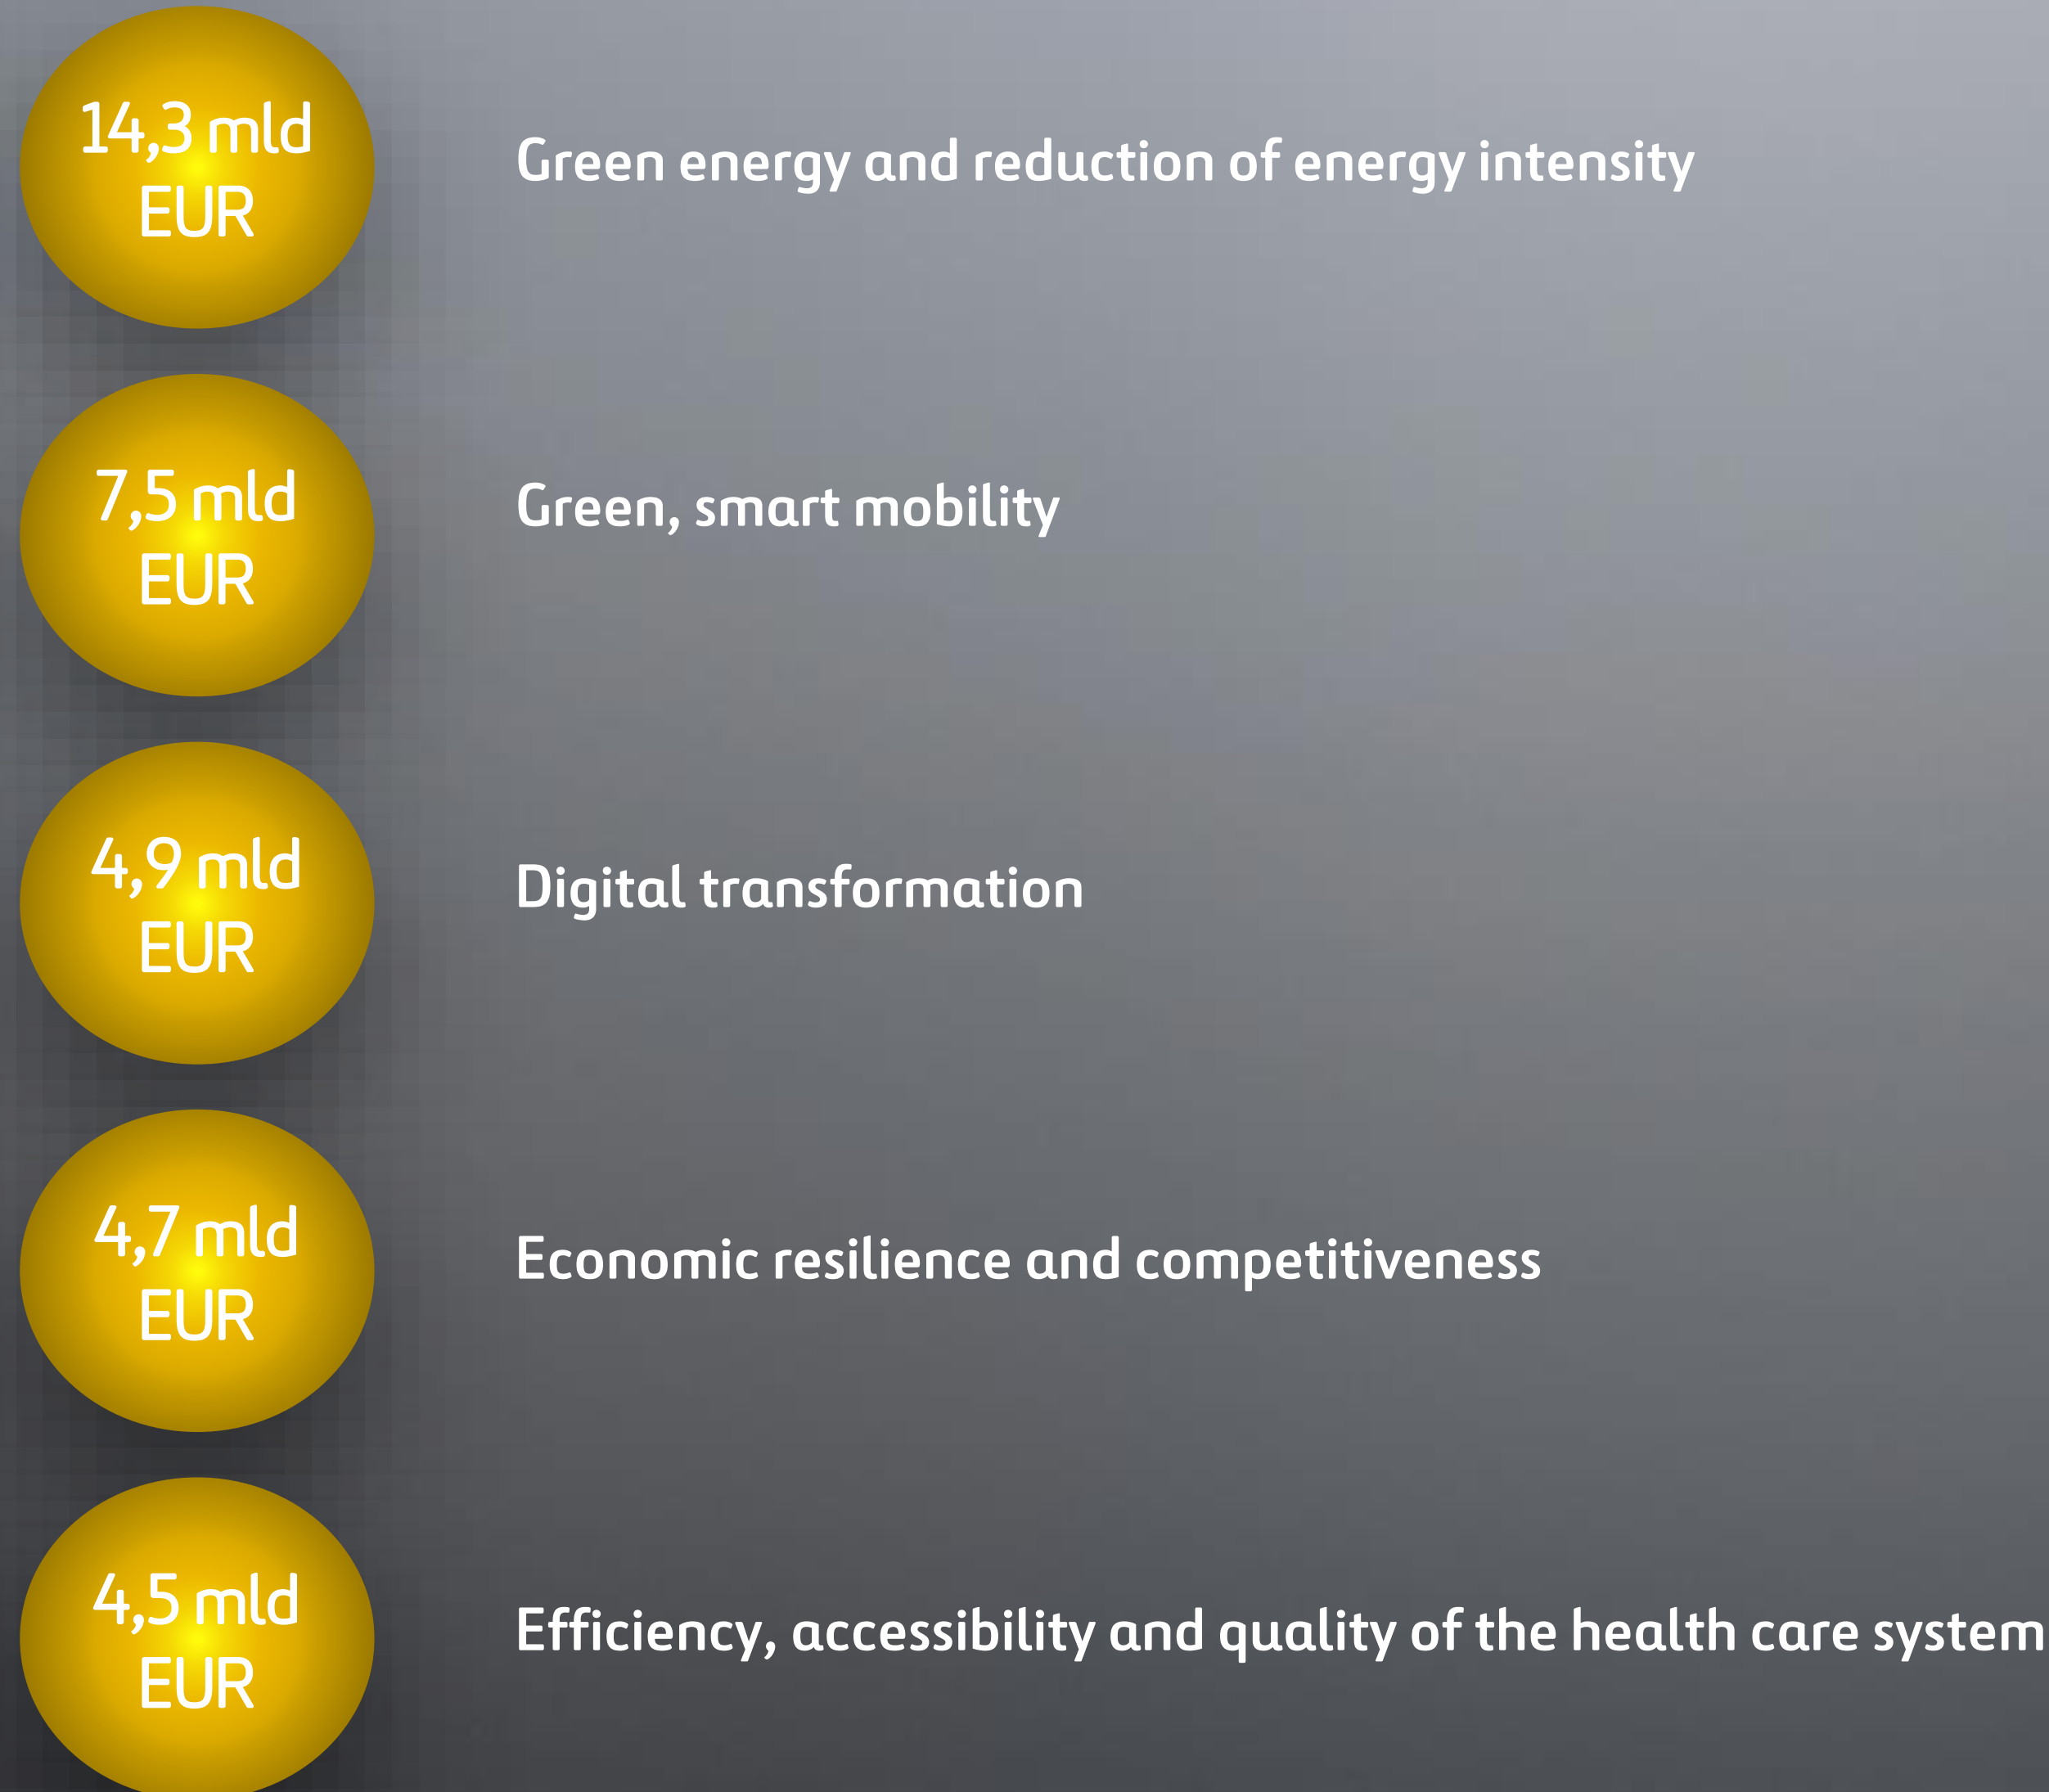 14,3 mld
EUR
Green energy and reduction of energy intensity
7,5 mld
EUR
Green, smart mobility
4,9 mld
EUR
Digital transformation
4,7 mld
EUR
Economic resilience and competitiveness
4,5 mld
EUR
Efficiency, accessibility and quality of the health care system